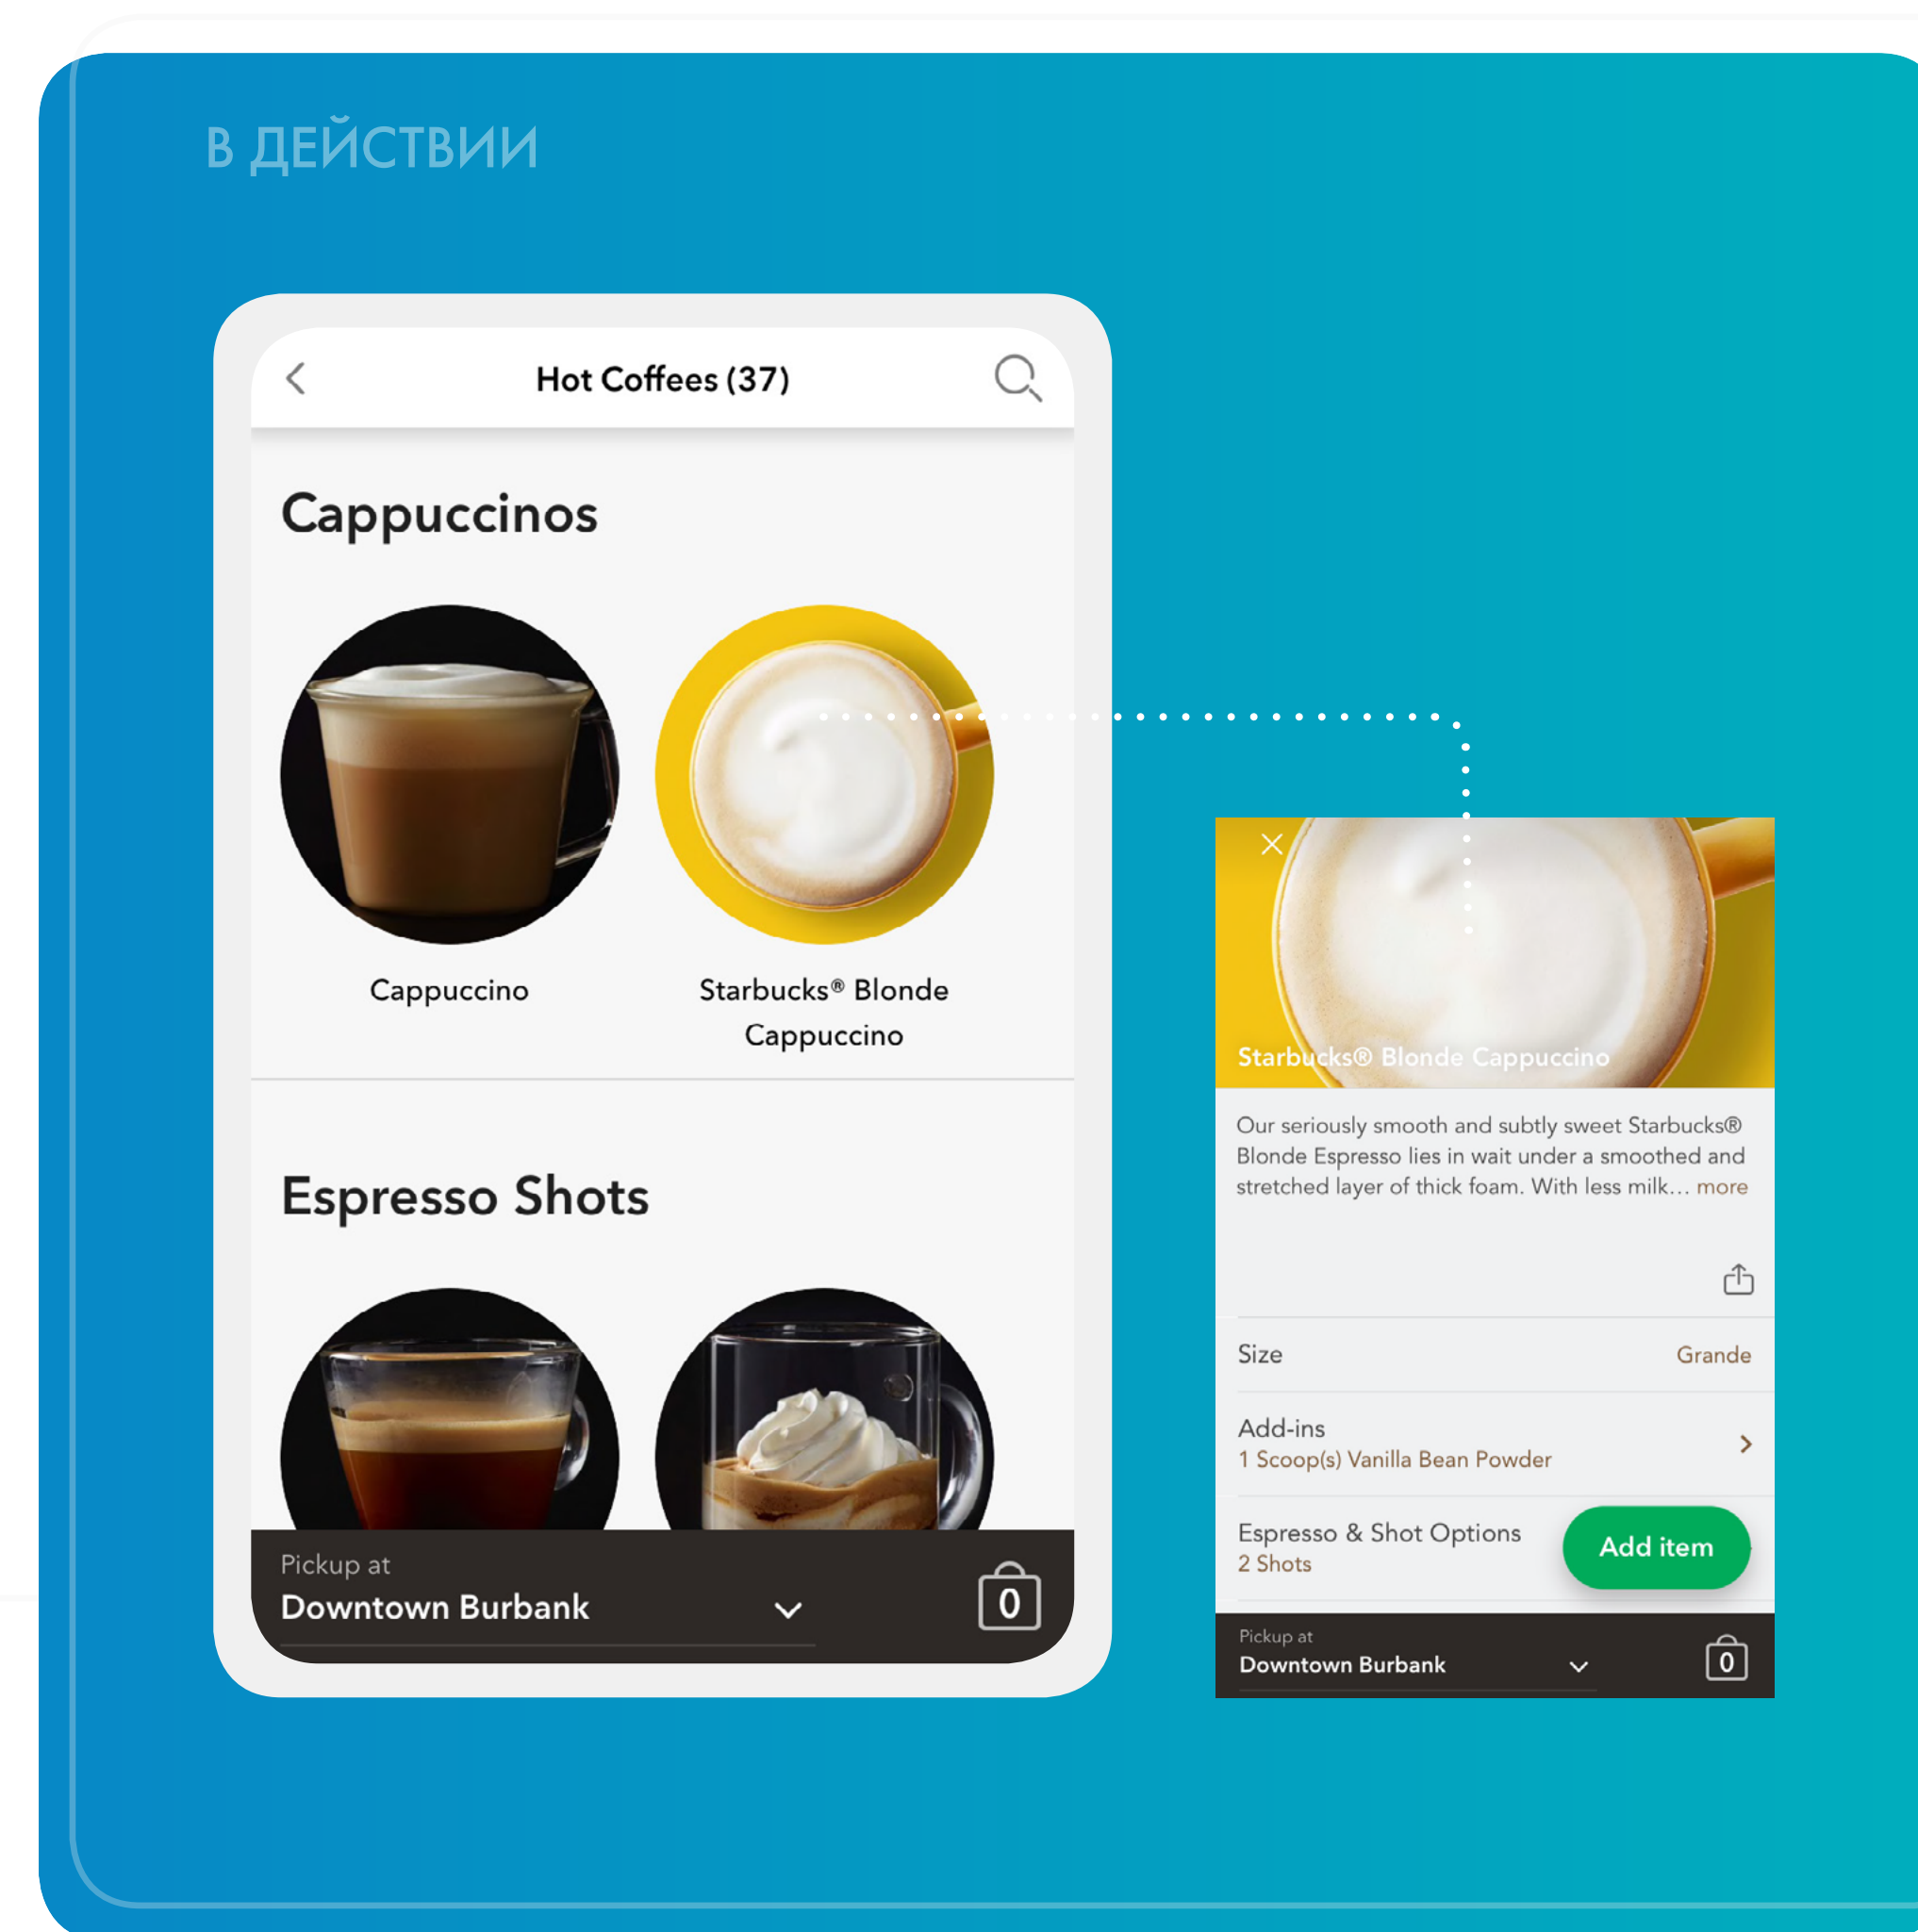 В ДЕЙСТВИИ
Hot Coffees (37)
Cappuccinos
Cappuccino
Starbucks® Blonde
Cappuccino
Espresso Shots
Pickup at
Downtown Burbank
0
Starbucks® Blonde Cappuccino
Our seriously smooth and subtly sweet Starbucks®
Blonde Espresso lies in wait under a smoothed and
stretched layer of thick foam. With less milk... more
Size
Grande
Add-ins
1 Scoop(s) Vanilla Bean Powder
Espresso & Shot Options
2 Shots
Add item
Pickup at
Downtown Burbank
0